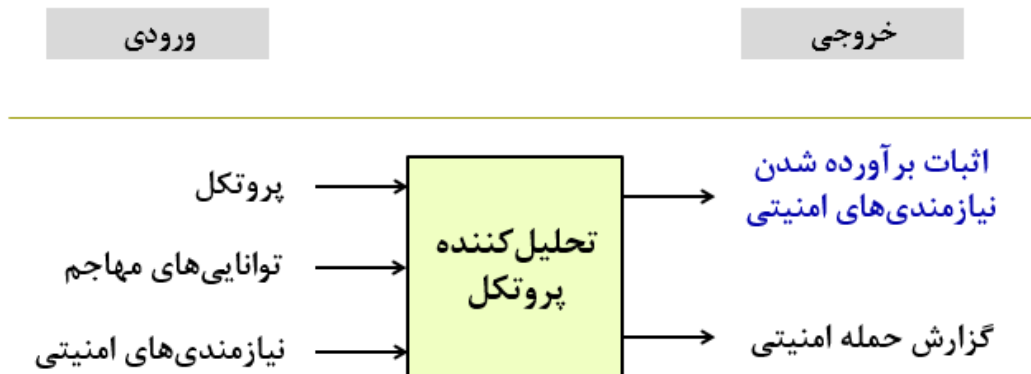 ورودی
خروجی
پروتکل
توانایی‌های مهاجم
نیازمندی‌های امنیتی
تحلیل‌کننده
پروتکل
اثبات برآورده شدن
نیازمندی‌های امنیتی
گزارش حمله امنیتی